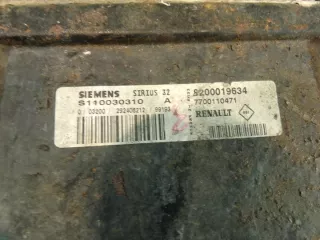 SIEMENS SIRIUS 32
S110030310 A
8200019634
7700110471
RENAULT